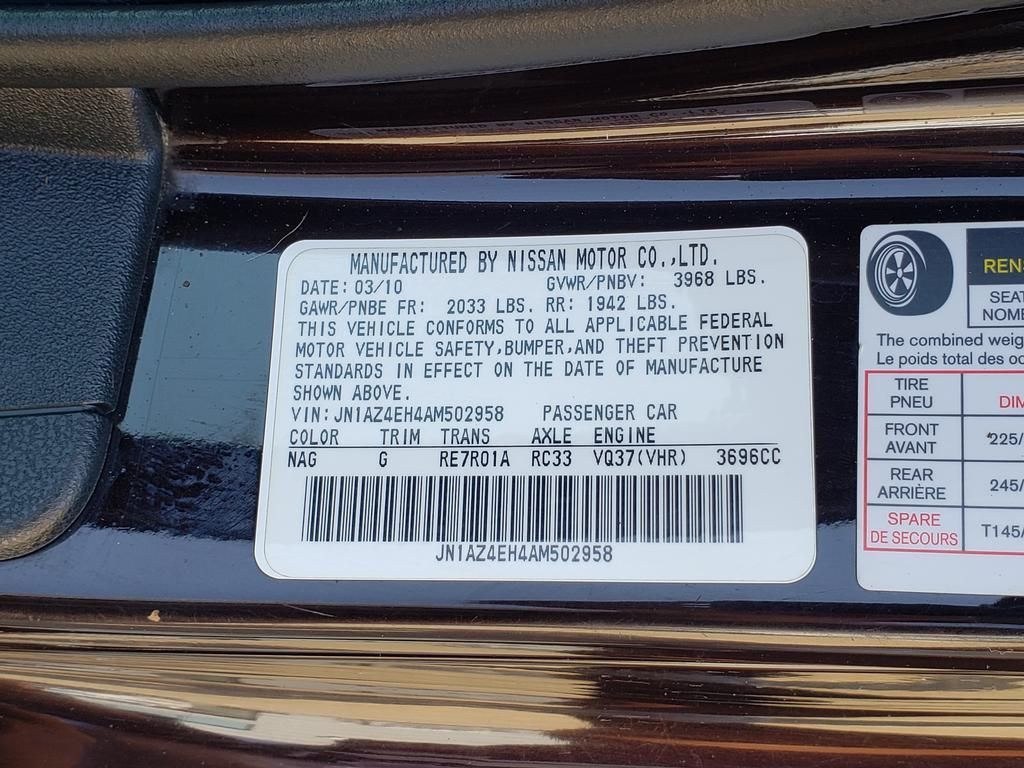 MANUFACTURED BY NISSAN MOTOR CO.,LTD.
DATE: 03/10 GVWR/PNBV: 3968 LBS.
GAWR/PNBE FR: 2033 LBS. RR: 1942 LBS.
THIS VEHICLE CONFORMS TO ALL APPLICABLE FEDERAL
MOTOR VEHICLE SAFETY,BUMPER,AND THEFT PREVENTION
STANDARDS IN EFFECT ON THE DATE OF MANUFACTURE
SHOWN ABOVE.
VIN: JN1AZ4EH4AM502958 PASSENGER CAR
COLOR TRIM TRANS AXLE ENGINE
NAG G RE7R01A RC33 VQ37(VHR) 3696CC
JN1AZ4EH4AM502958
RENS
SEAT
NOME
The combined weig
Le poids total des oc
TIRE
PNEU
DIM
FRONT
AVANT
225/
REAR
ARRIÈRE
245/
SPARE
DE SECOURS
T145/